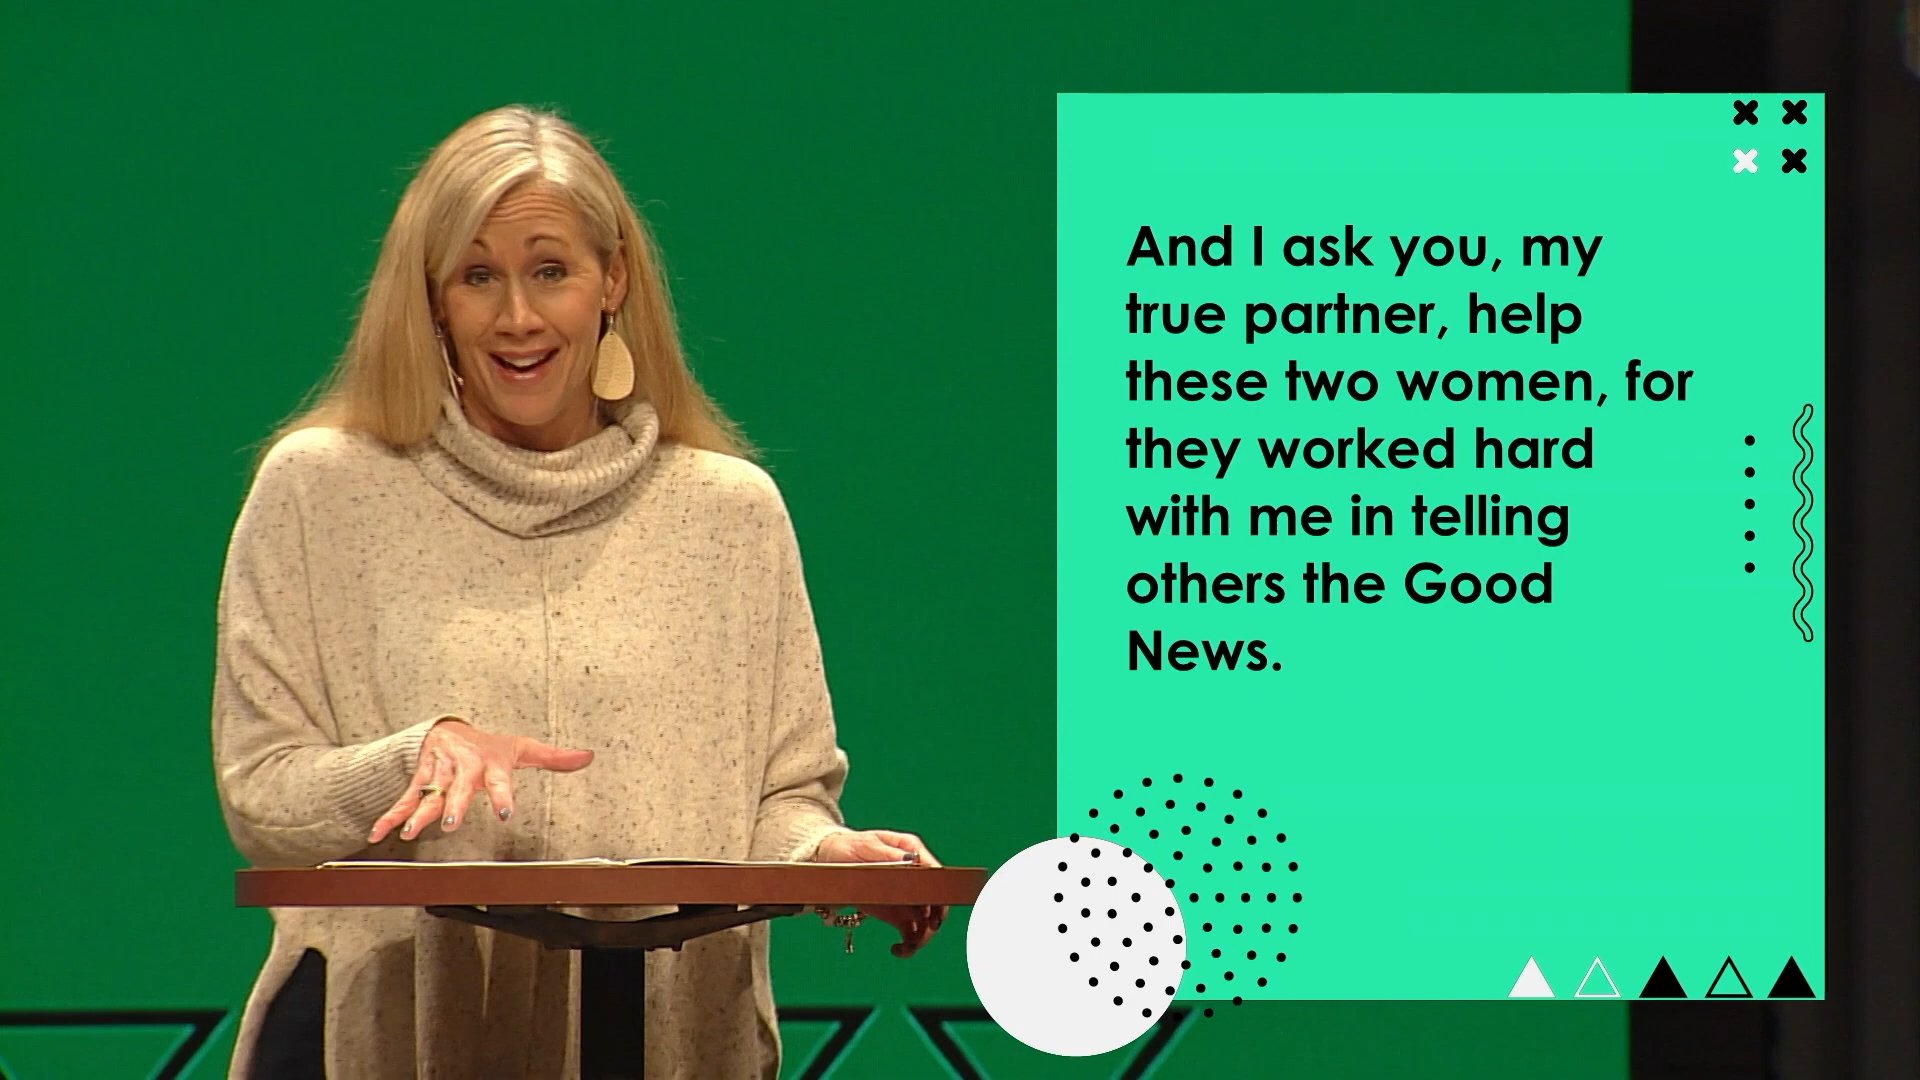 And I ask you, my
true partner, help
these two women, for
they worked hard
with me in telling
others the Good
News.